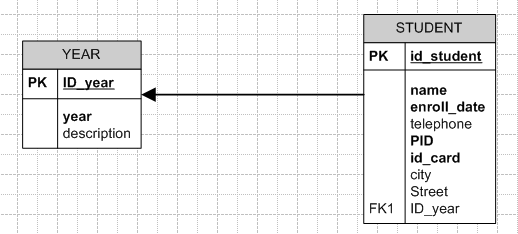 YEAR
PK ID_year
year
description
STUDENT
PK id_student
name
enroll_date
telephone
PID
id_card
city
Street
FK1 ID_year